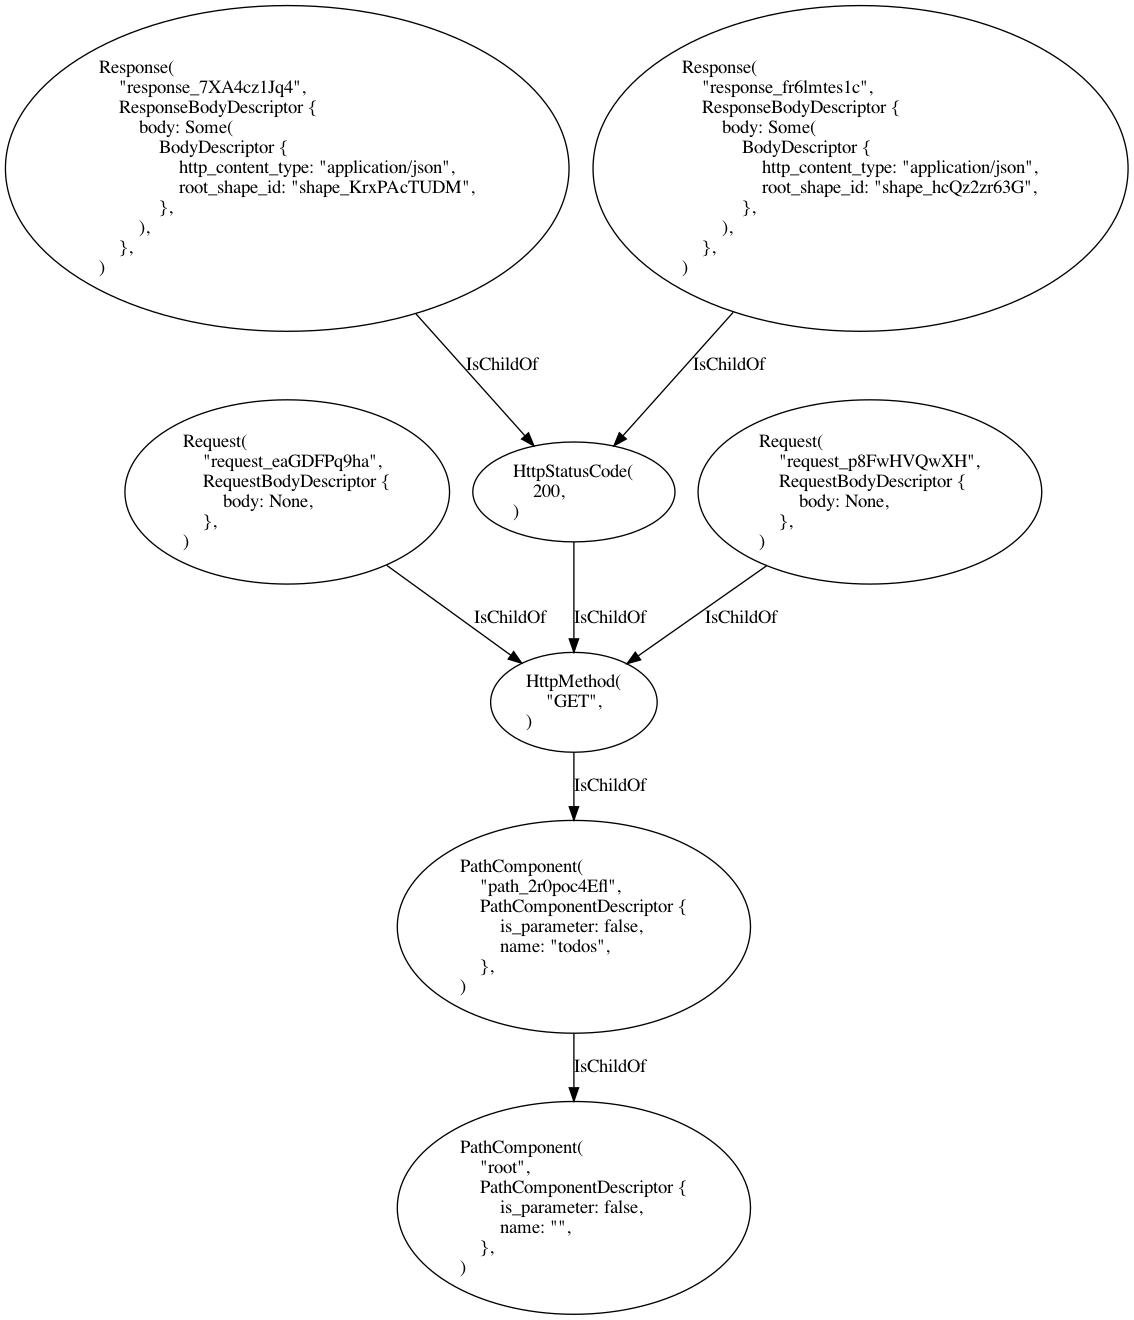 Response(
    "response_7XA4cz1Jq4",
    ResponseBodyDescriptor {
        body: Some(
            BodyDescriptor {
                http_content_type: "application/json",
                root_shape_id: "shape_KrxPAcTUDM",
            },
        ),
    },
)
Response(
    "response_fr6lmtes1c",
    ResponseBodyDescriptor {
        body: Some(
            BodyDescriptor {
                http_content_type: "application/json",
                root_shape_id: "shape_hcQz2zr63G",
            },
        ),
    },
)
IsChildOf
IsChildOf
Request(
    "request_eaGDFPq9ha",
    RequestBodyDescriptor {
        body: None,
    },
)
HttpStatusCode(
    200,
)
Request(
    "request_p8FwHVQwXH",
    RequestBodyDescriptor {
        body: None,
    },
)
IsChildOf
IsChildOf
IsChildOf
HttpMethod(
    "GET",
)
IsChildOf
PathComponent(
    "path_2r0poc4Efl",
    PathComponentDescriptor {
        is_parameter: false,
        name: "todos",
    },
)
IsChildOf
PathComponent(
    "root",
    PathComponentDescriptor {
        is_parameter: false,
        name: "",
    },
)